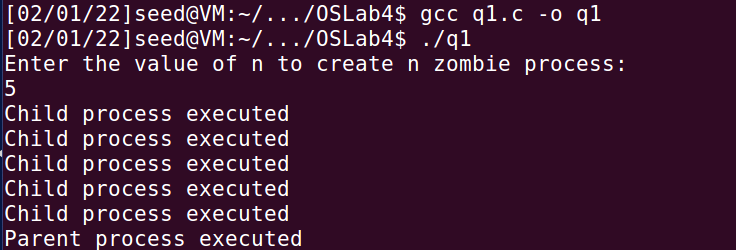 [02/01/22]seed@VM:~/.../OSLab4$ gcc q1.c -o q1
[02/01/22]seed@VM:~/.../OSLab4$ ./q1
Enter the value of n to create n zombie process:
5
Child process executed
Child process executed
Child process executed
Child process executed
Child process executed
Parent process executed